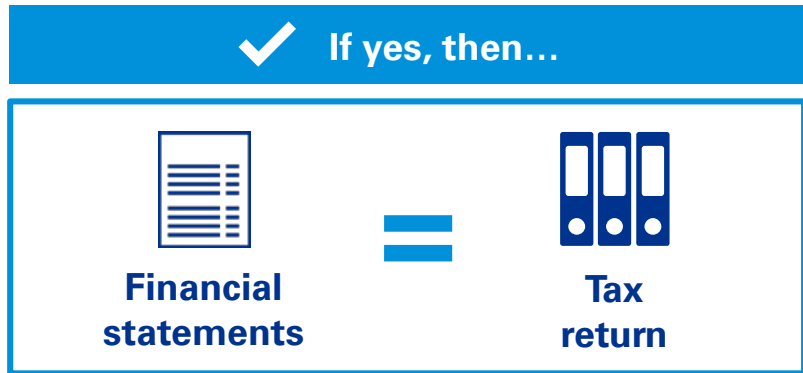 If yes, then…
Financial
statements
Tax
return